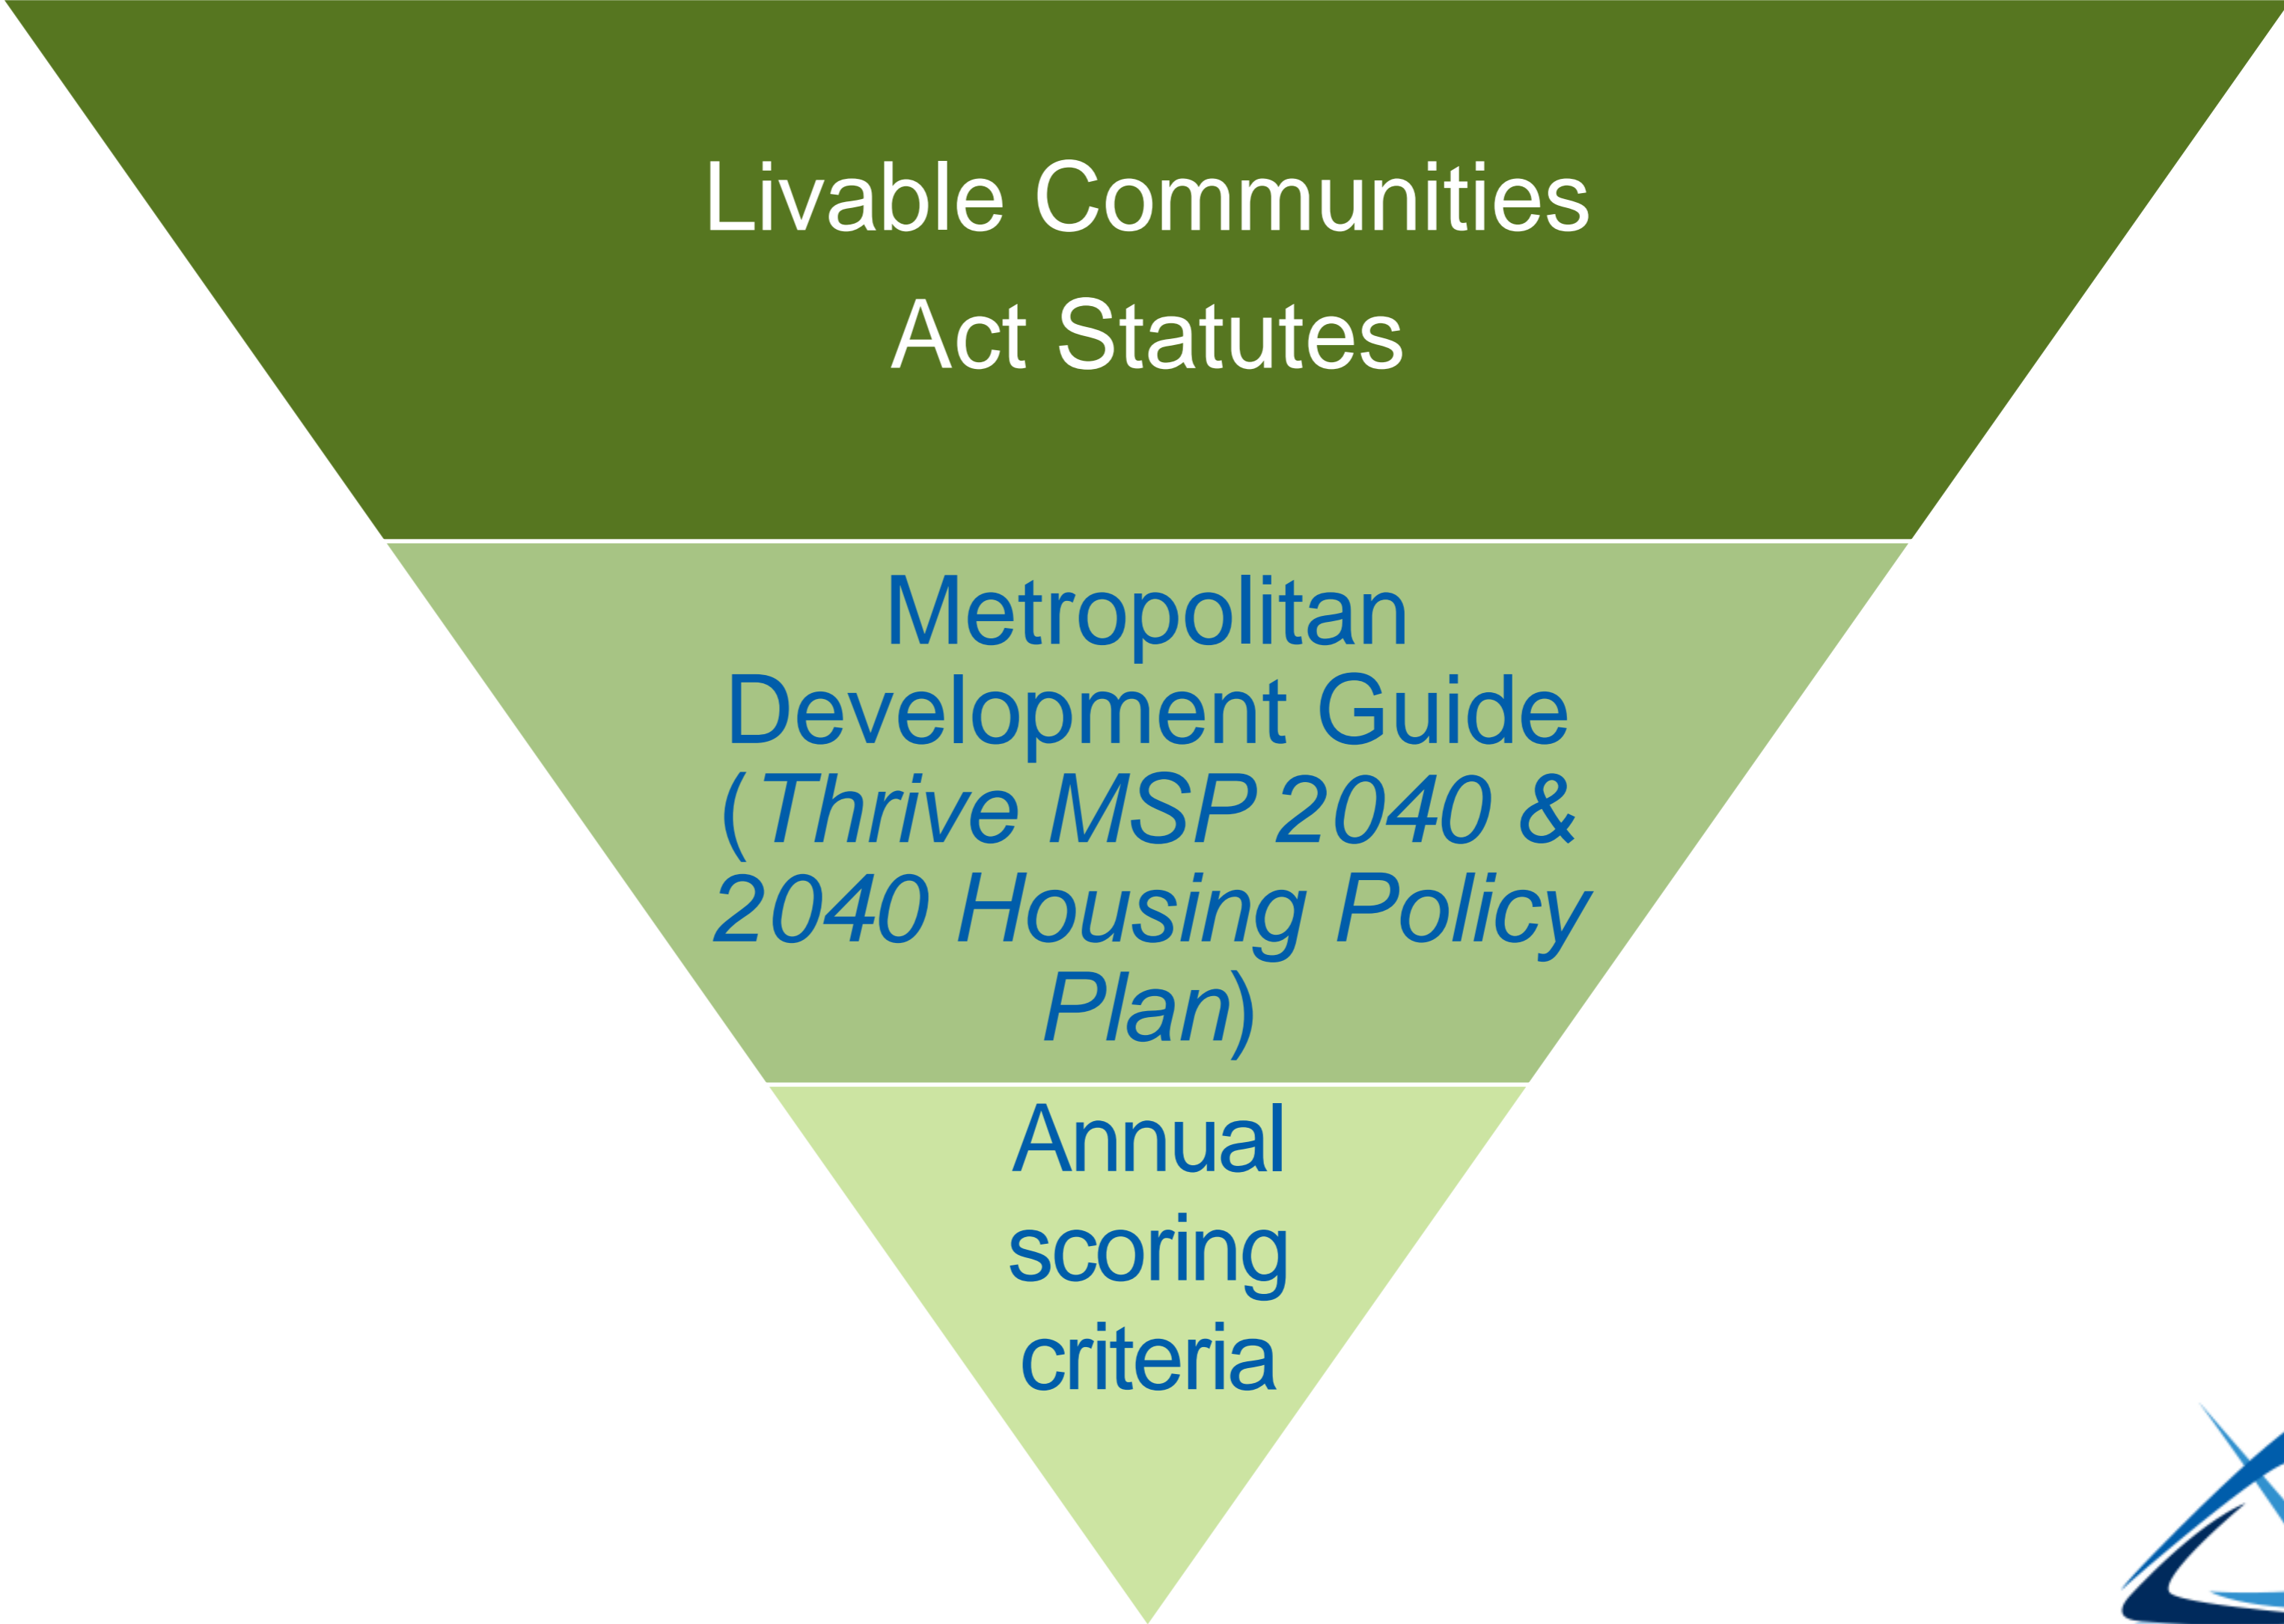 Livable Communities
Act Statutes
Metropolitan
Development Guide
(Thrive MSP 2040 &
2040 Housing Policy
Plan)
Annual
scoring
criteria